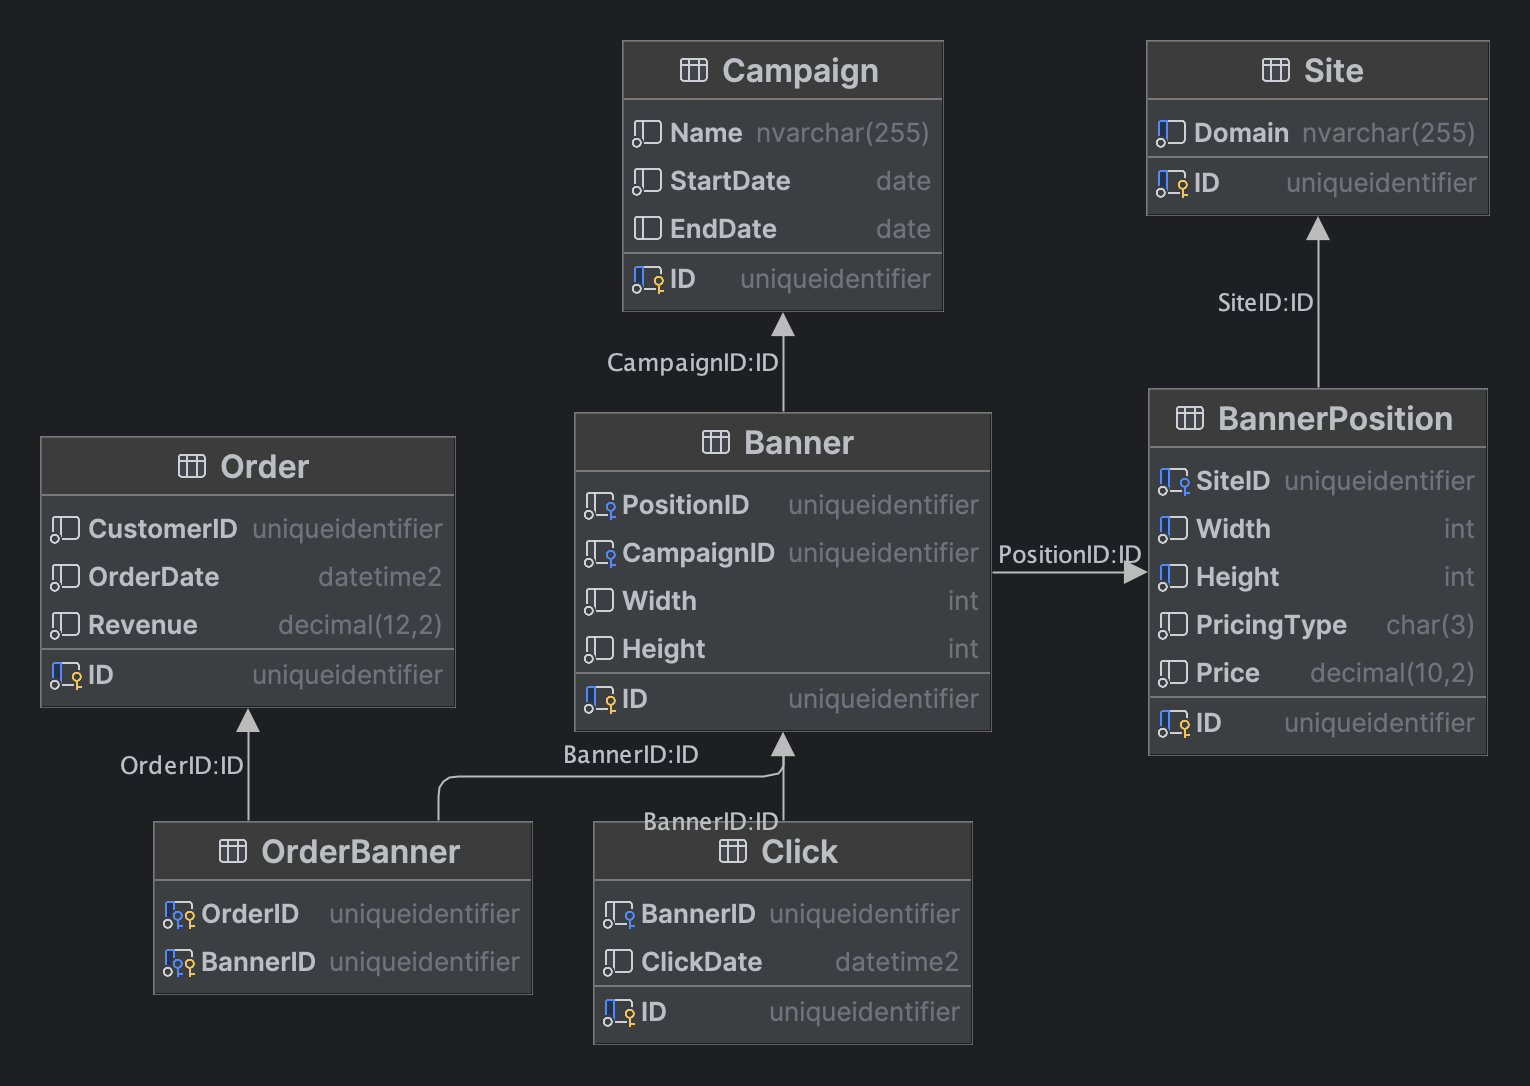 Campaign
Name nvarchar(255)
StartDate date
EndDate date
ID uniqueidentifier
Site
Domain nvarchar(255)
ID uniqueidentifier
SiteID:ID
CampaignID:ID
Order
CustomerID uniqueidentifier
OrderDate datetime2
Revenue decimal(12,2)
ID uniqueidentifier
Banner
PositionID uniqueidentifier
CampaignID uniqueidentifier
Width int
Height int
ID uniqueidentifier
PositionID:ID
BannerPosition
SiteID uniqueidentifier
Width int
Height int
PricingType char(3)
Price decimal(10,2)
ID uniqueidentifier
OrderID:ID
BannerID:ID
BannerID:ID
OrderBanner
OrderID uniqueidentifier
BannerID uniqueidentifier
Click
BannerID uniqueidentifier
ClickDate datetime2
ID uniqueidentifier